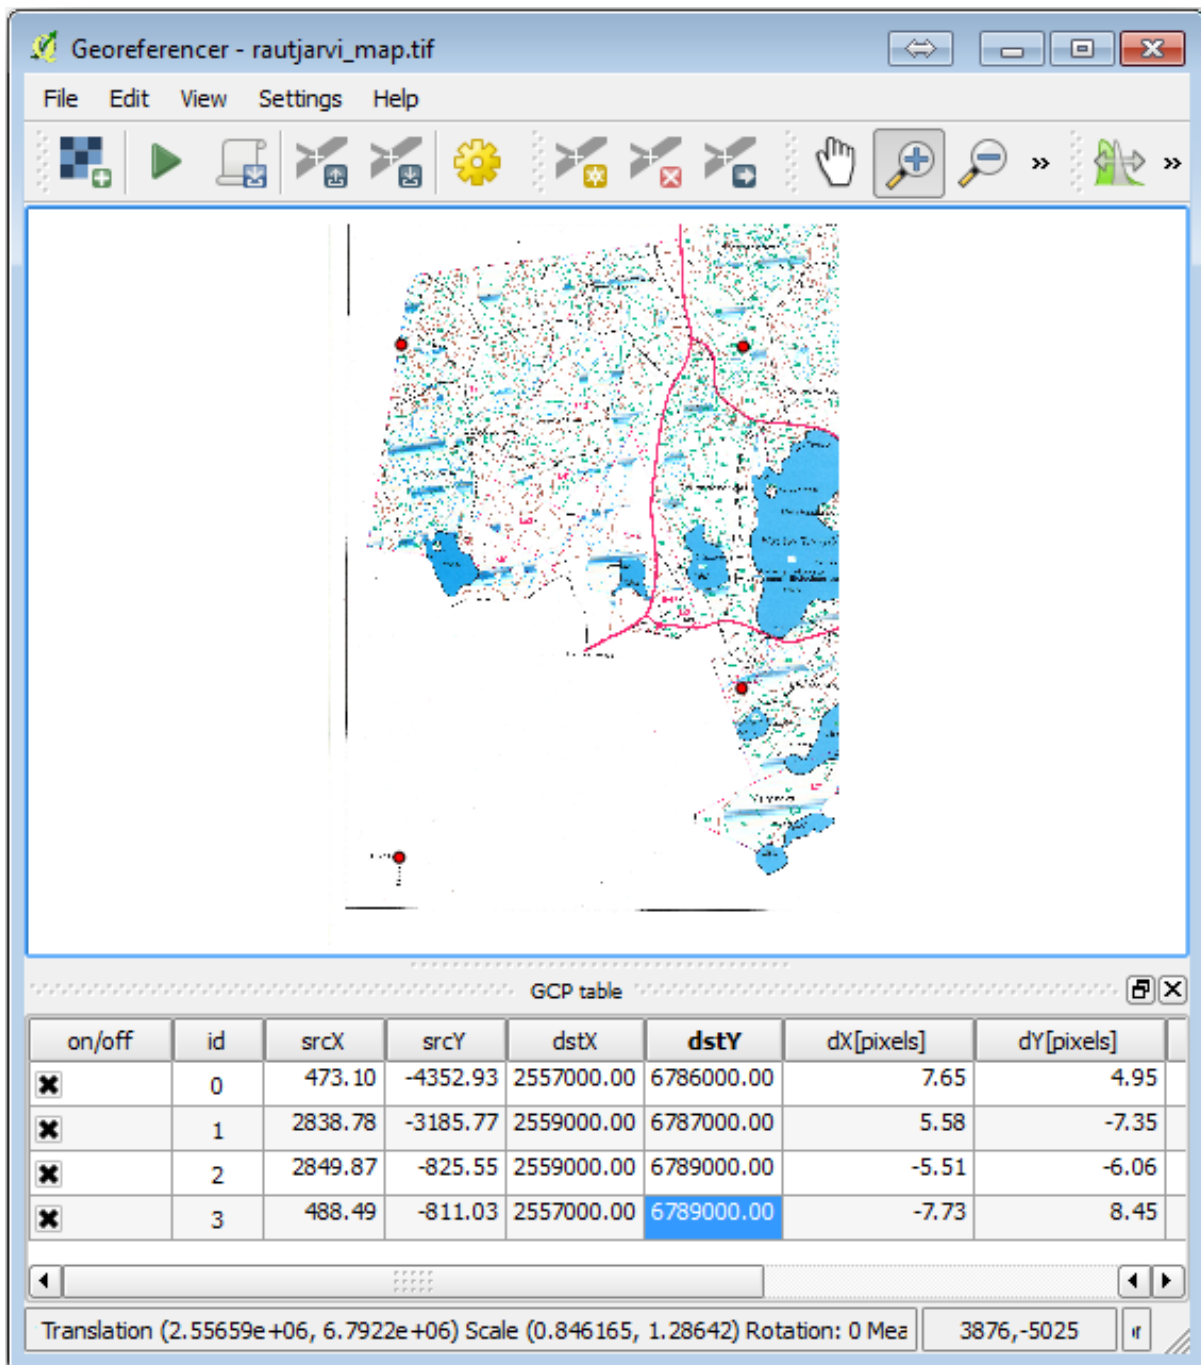 Georeferencer - rautjarvi_map.tif
File Edit View Settings Help
» »
GCP table
on/off id srcX srcY dstX dstY dX[pixels] dY[pixels]
0 473.10 -4352.93 2557000.00 6786000.00 7.65 4.95
1 2838.78 -3185.77 2559000.00 6787000.00 5.58 -7.35
2 2849.87 -825.55 2559000.00 6789000.00 -5.51 -6.06
3 488.49 -811.03 2557000.00 6789000.00 -7.73 8.45
Translation (2.55659e+06, 6.7922e+06) Scale (0.846165, 1.28642) Rotation: 0 Mea 3876,-5025